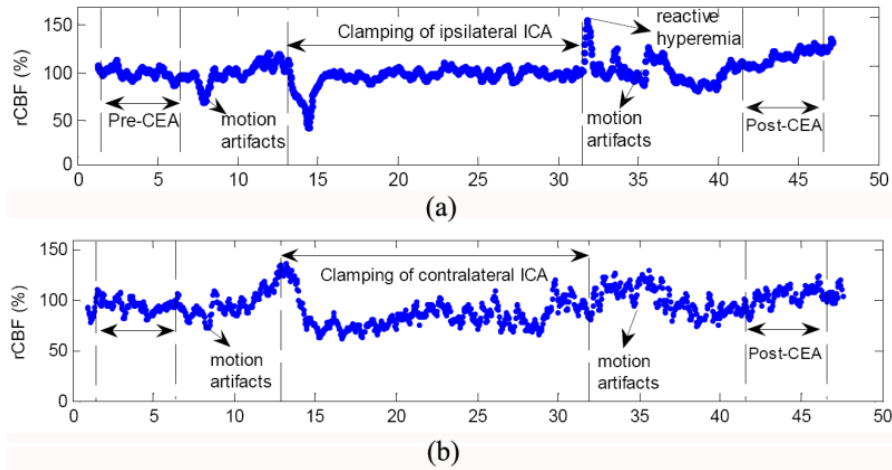 150
100
50
0
rCBF (%)
Clamping of ipsilateral ICA
reactive
hyperemia
Pre-CEA
motion
artifacts
motion
artifacts
Post-CEA
0 5 10 15 20 25 30 35 40 45 50
(a)
150
100
50
0
rCBF (%)
Clamping of contralateral ICA
motion
artifacts
motion
artifacts
Post-CEA
0 5 10 15 20 25 30 35 40 45 50
(b)